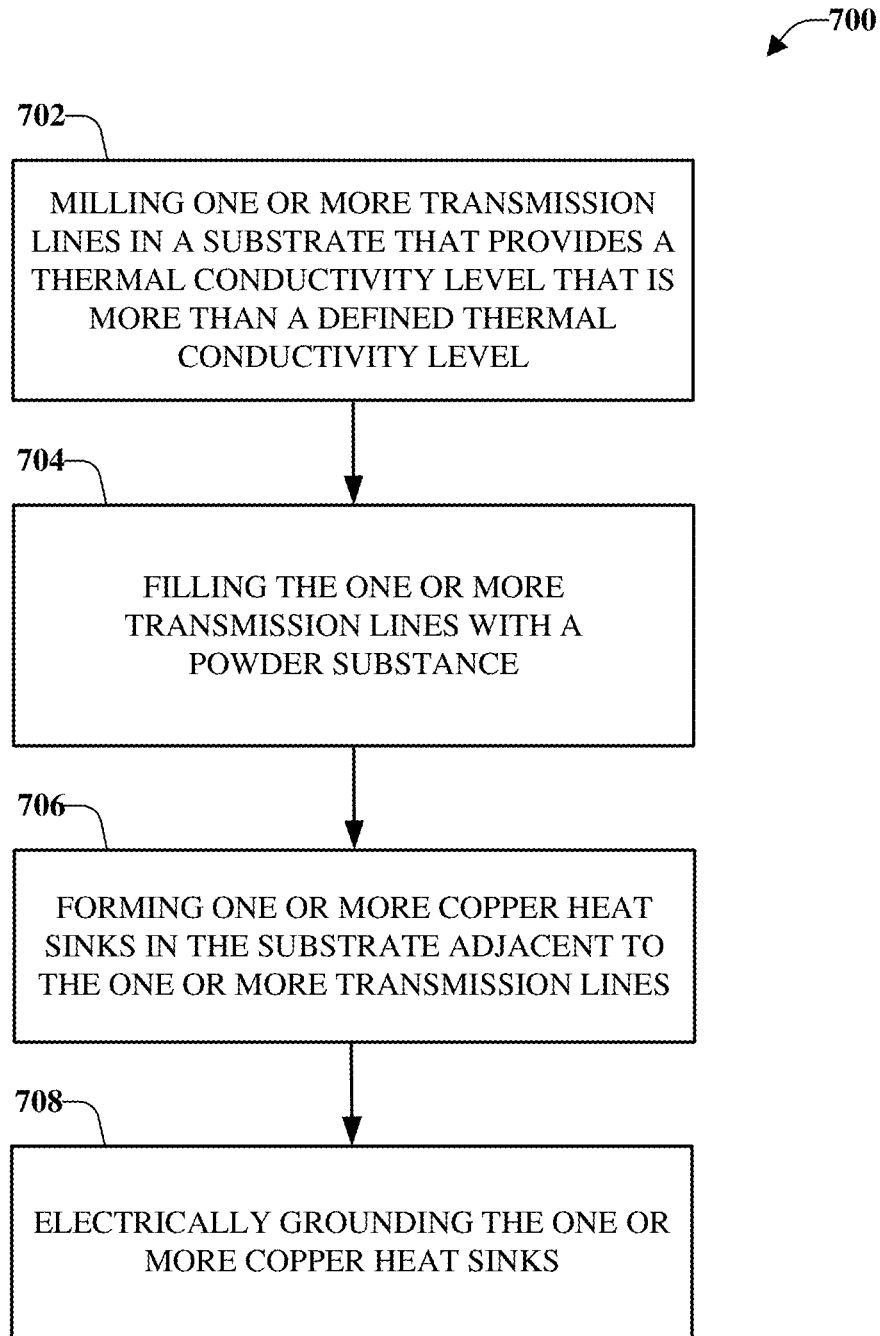 700
702
MILLING ONE OR MORE TRANSMISSION
LINES IN A SUBSTRATE THAT PROVIDES A
THERMAL CONDUCTIVITY LEVEL THAT IS
MORE THAN A DEFINED THERMAL
CONDUCTIVITY LEVEL
704
FILLING THE ONE OR MORE
TRANSMISSION LINES WITH A
POWDER SUBSTANCE
706
FORMING ONE OR MORE COPPER HEAT
SINKS IN THE SUBSTRATE ADJACENT TO
THE ONE OR MORE TRANSMISSION LINES
708
ELECTRICALLY GROUNDING THE ONE OR
MORE COPPER HEAT SINKS